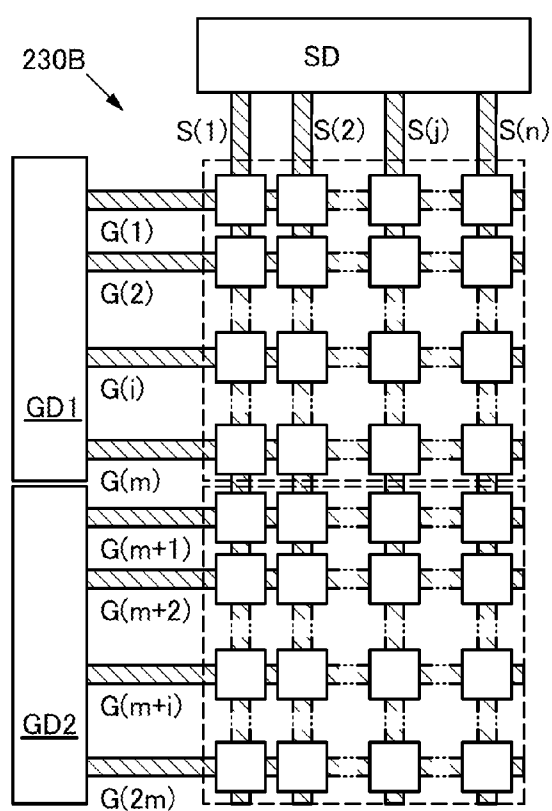 230B
SD
S(1)
S(2)
S(j)
S(n)
G(1)
G(2)
G(i)
GD1
G(m)
G(m+1)
G(m+2)
G(m+i)
GD2
G(2m)